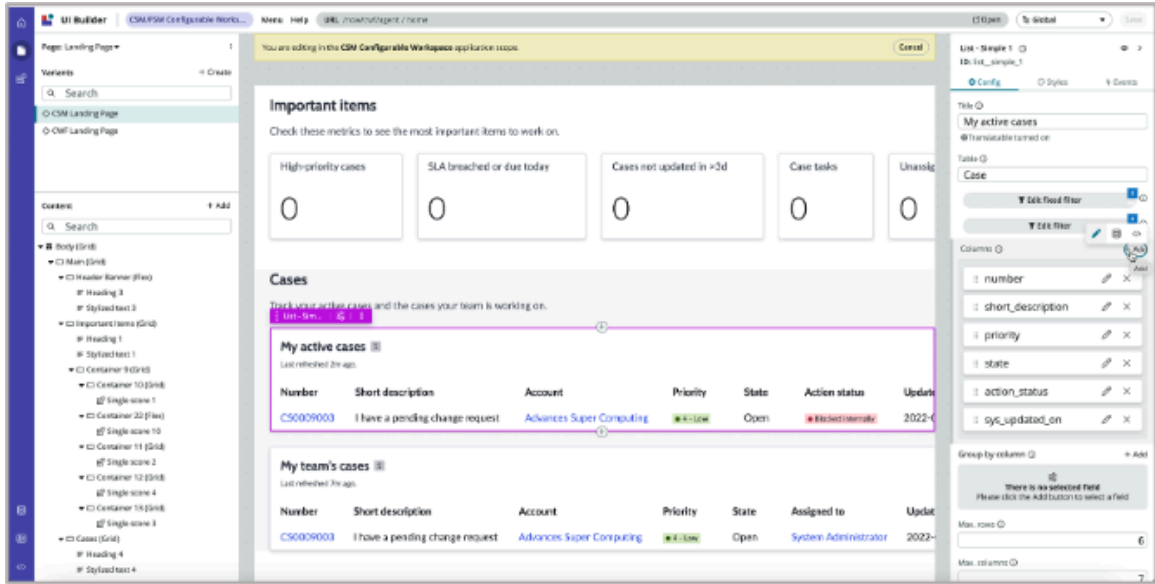 UI Builder
CSM/FSM Configurable Works...
Menu Help
URL /now/cwf/agent / home
Open
Global
Save
Page: Landing Page
Variants
+ Create
Search
CSM Landing Page
CWF Landing Page
Content
+ Add
Search
Body (Grid)
Main (Grid)
Header Banner (Flex)
Heading 3
Stylized text 3
Important items (Grid)
Heading 1
Stylized text 1
Container 9 (Grid)
Container 10 (Grid)
Single score 1
Container 22 (Flex)
Single score 10
Container 11 (Grid)
Single score 2
Container 12 (Grid)
Single score 4
Container 13 (Grid)
Single score 3
Cases (Grid)
Heading 4
Stylized text 4
You are editing in the CSM Configurable Workspace application scope.
Cancel
Important items
Check these metrics to see the most important items to work on.
High-priority cases
0
SLA breached or due today
0
Cases not updated in >3d
0
Case tasks
0
Unassig
0
Cases
Track your active cases and the cases your team is working on.
List - Sim...
My active cases
Last refreshed 2m ago.
Number Short description Account Priority State Action status Update
CS0009003 I have a pending change request Advances Super Computing 4 - Low Open Blocked internally 2022-0
My team's cases
Last refreshed 7m ago.
Number Short description Account Priority State Assigned to Updat
CS0009003 I have a pending change request Advances Super Computing 4 - Low Open System Administrator 2022-
List - Simple 1
ID: list_simple_1
Config
Styles
Events
Title
My active cases
Translatable turned on
Table
Case
Edit fixed filter
Edit filter
Columns
Add
Add
number
short_description
priority
state
action_status
sys_updated_on
Group by column
+ Add
There is no selected field
Please click the Add button to select a field
Max. rows
6
Max. columns
7